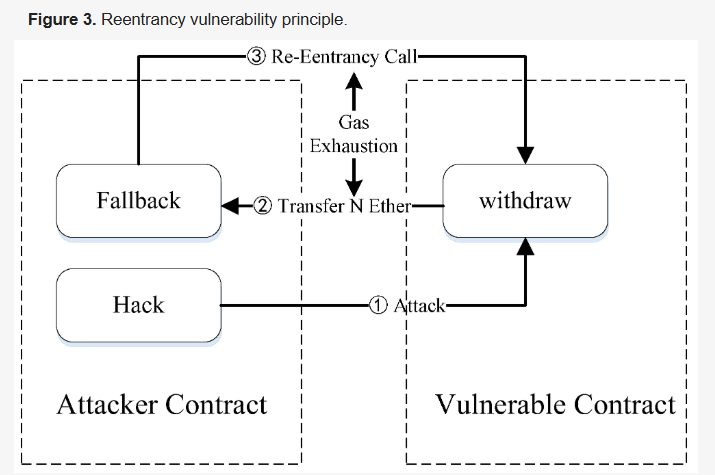 Figure 3. Reentrancy vulnerability principle.
③ Re-Eentrancy Call
Gas
Exhaustion
Fallback
② Transfer N Ether
withdraw
Hack
① Attack
Attacker Contract
Vulnerable Contract